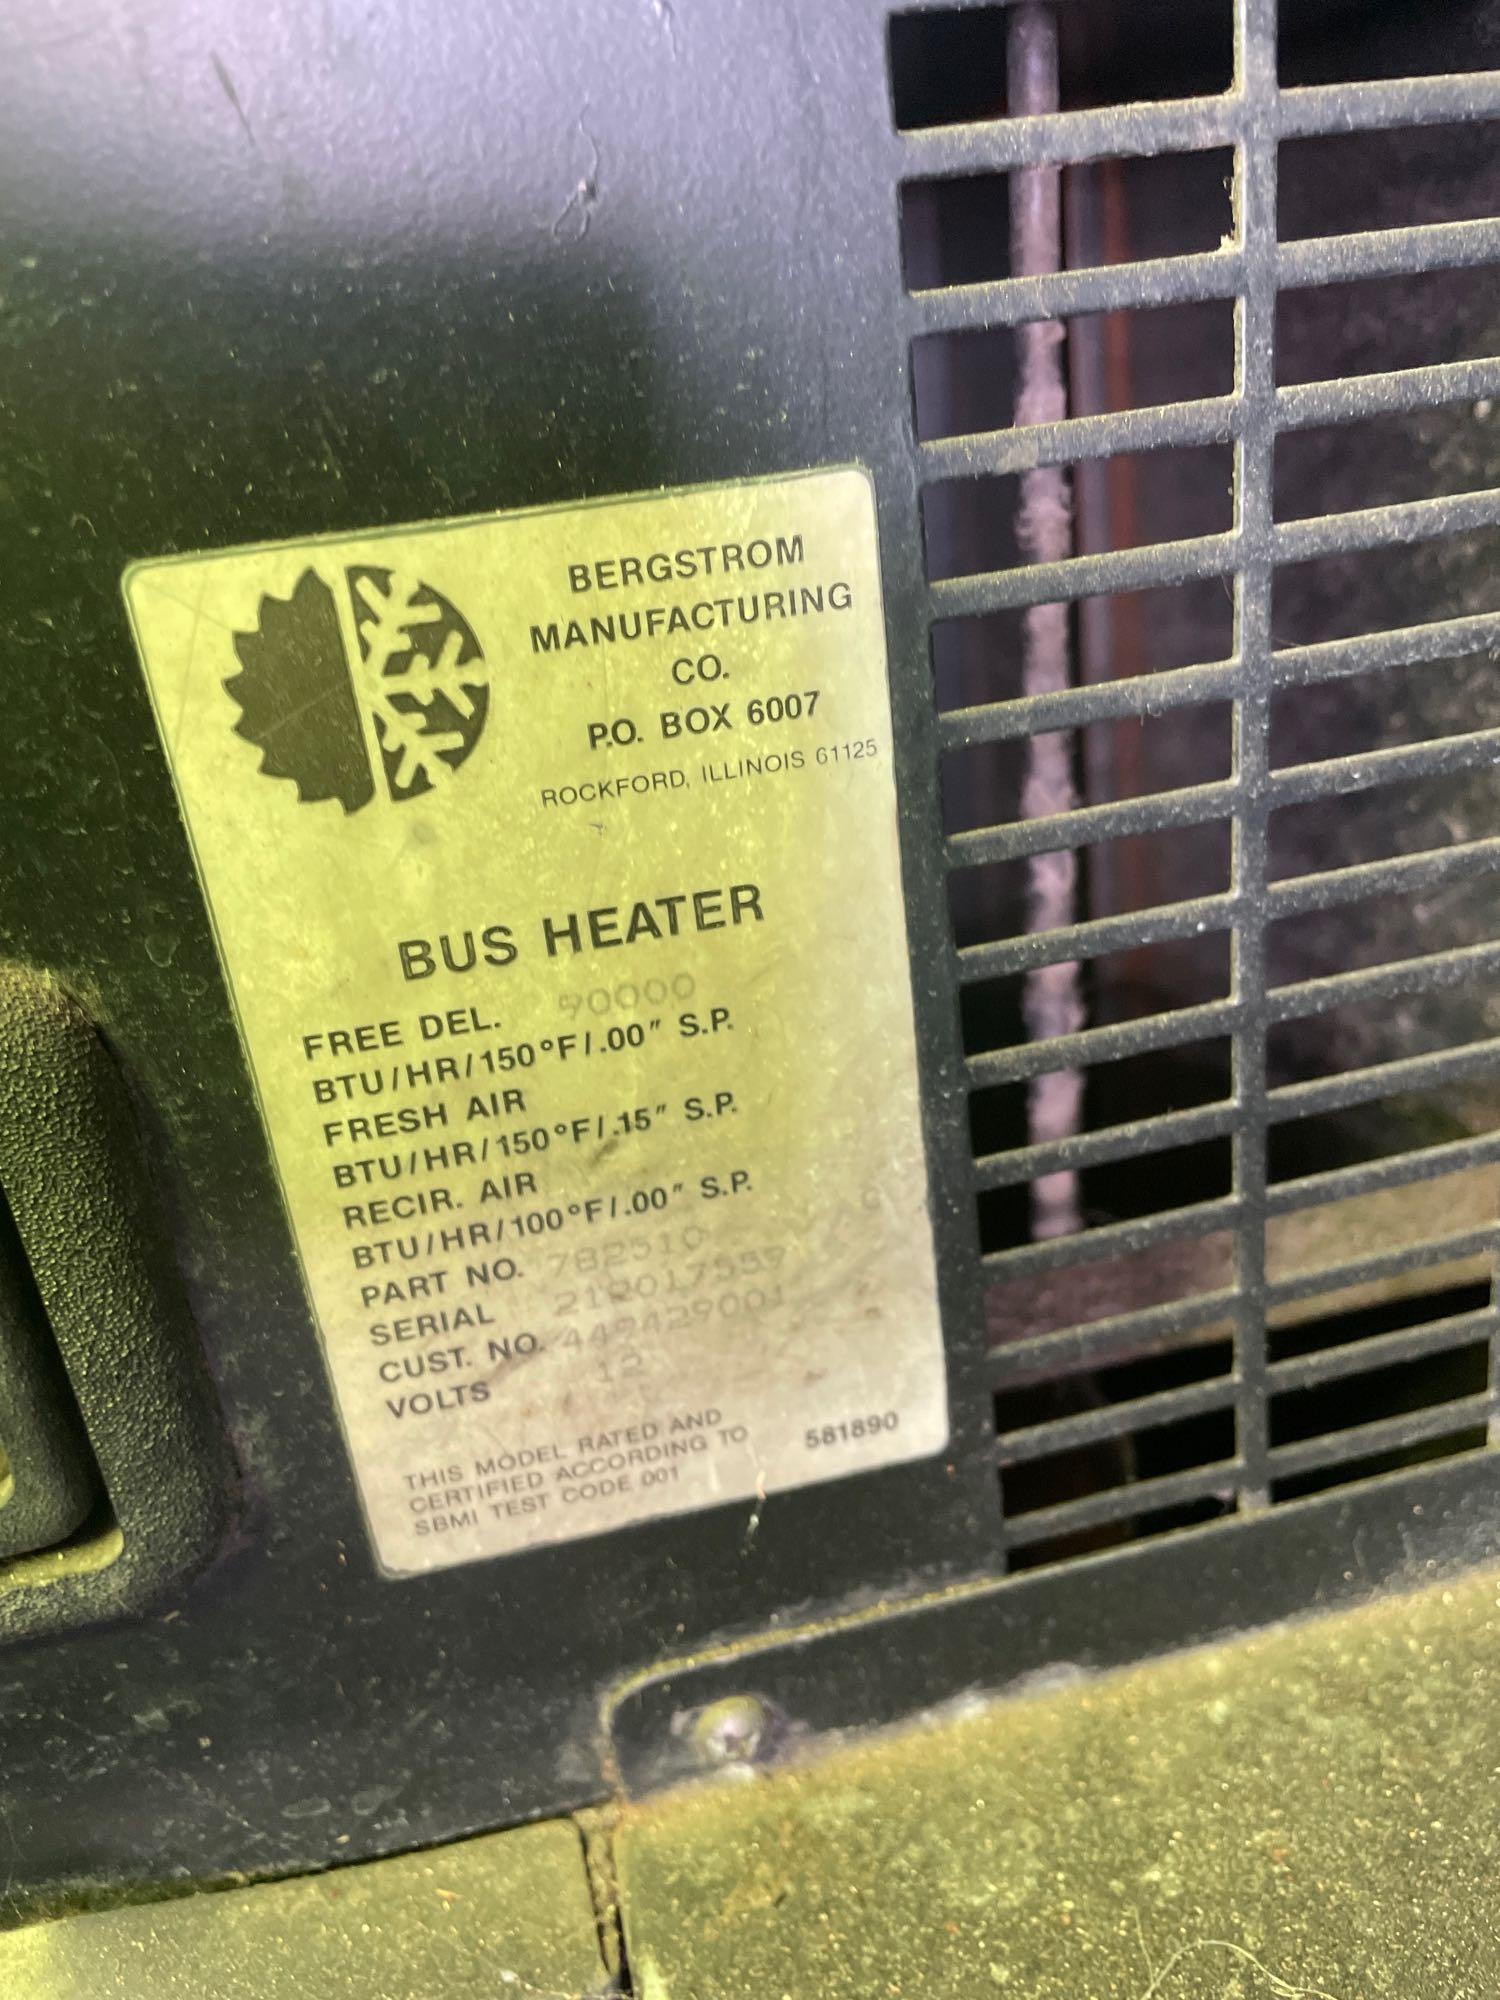 BERGSTROM
MANUFACTURING
CO.
P.O. BOX 6007
ROCKFORD, ILLINOIS 61125
BUS HEATER
FREE DEL. 90000
BTU/HR/150°F/.00" S.P.
FRESH AIR
BTU/HR/150°F/.15" S.P.
RECIR. AIR
BTU/HR/100°F/.00" S.P.
PART NO. 782510
SERIAL
CUST. NO. 449429001
VOLTS 12
THIS MODEL RATED AND
CERTIFIED ACCORDING TO 581890
SBMI TEST CODE 001